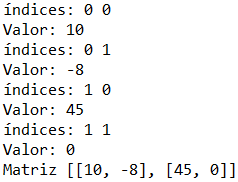 índices: 0 0
Valor: 10
índices: 0 1
Valor: -8
índices: 1 0
Valor: 45
índices: 1 1
Valor: 0
Matriz [[10, -8], [45, 0]]